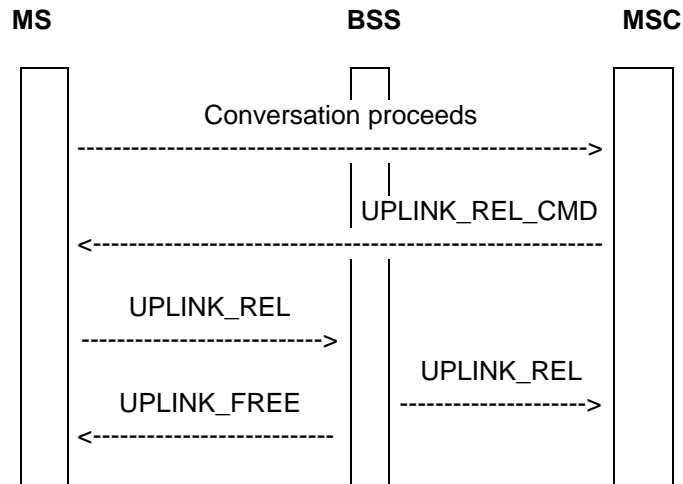 MS BSS MSC
Conversation proceeds
--------------------------------------------------------->
UPLINK_REL_CMD
<---------------------------------------------------------
UPLINK_REL
--------------------------->
UPLINK_REL
--------------------->
UPLINK_FREE
<---------------------------